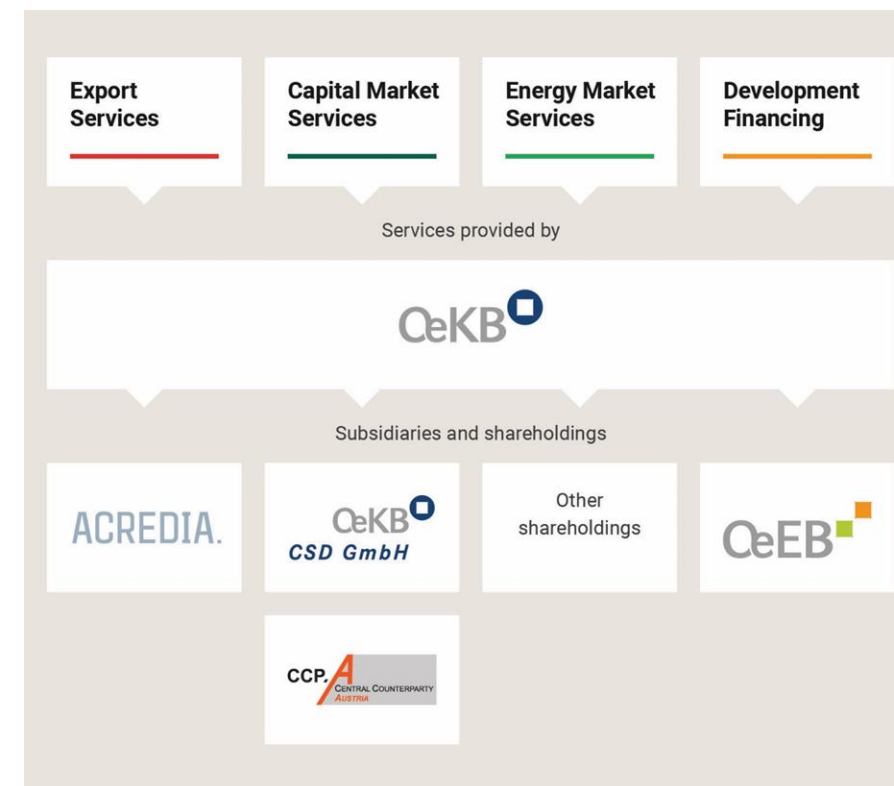 Export
Services
Capital Market
Services
Energy Market
Services
Development
Financing
Services provided by
OeKB
Subsidiaries and shareholdings
ACREDIA.
OeKB
CSD GmbH
Other
shareholdings
OeEB
CCP.A
CENTRAL COUNTERPARTY
AUSTRIA